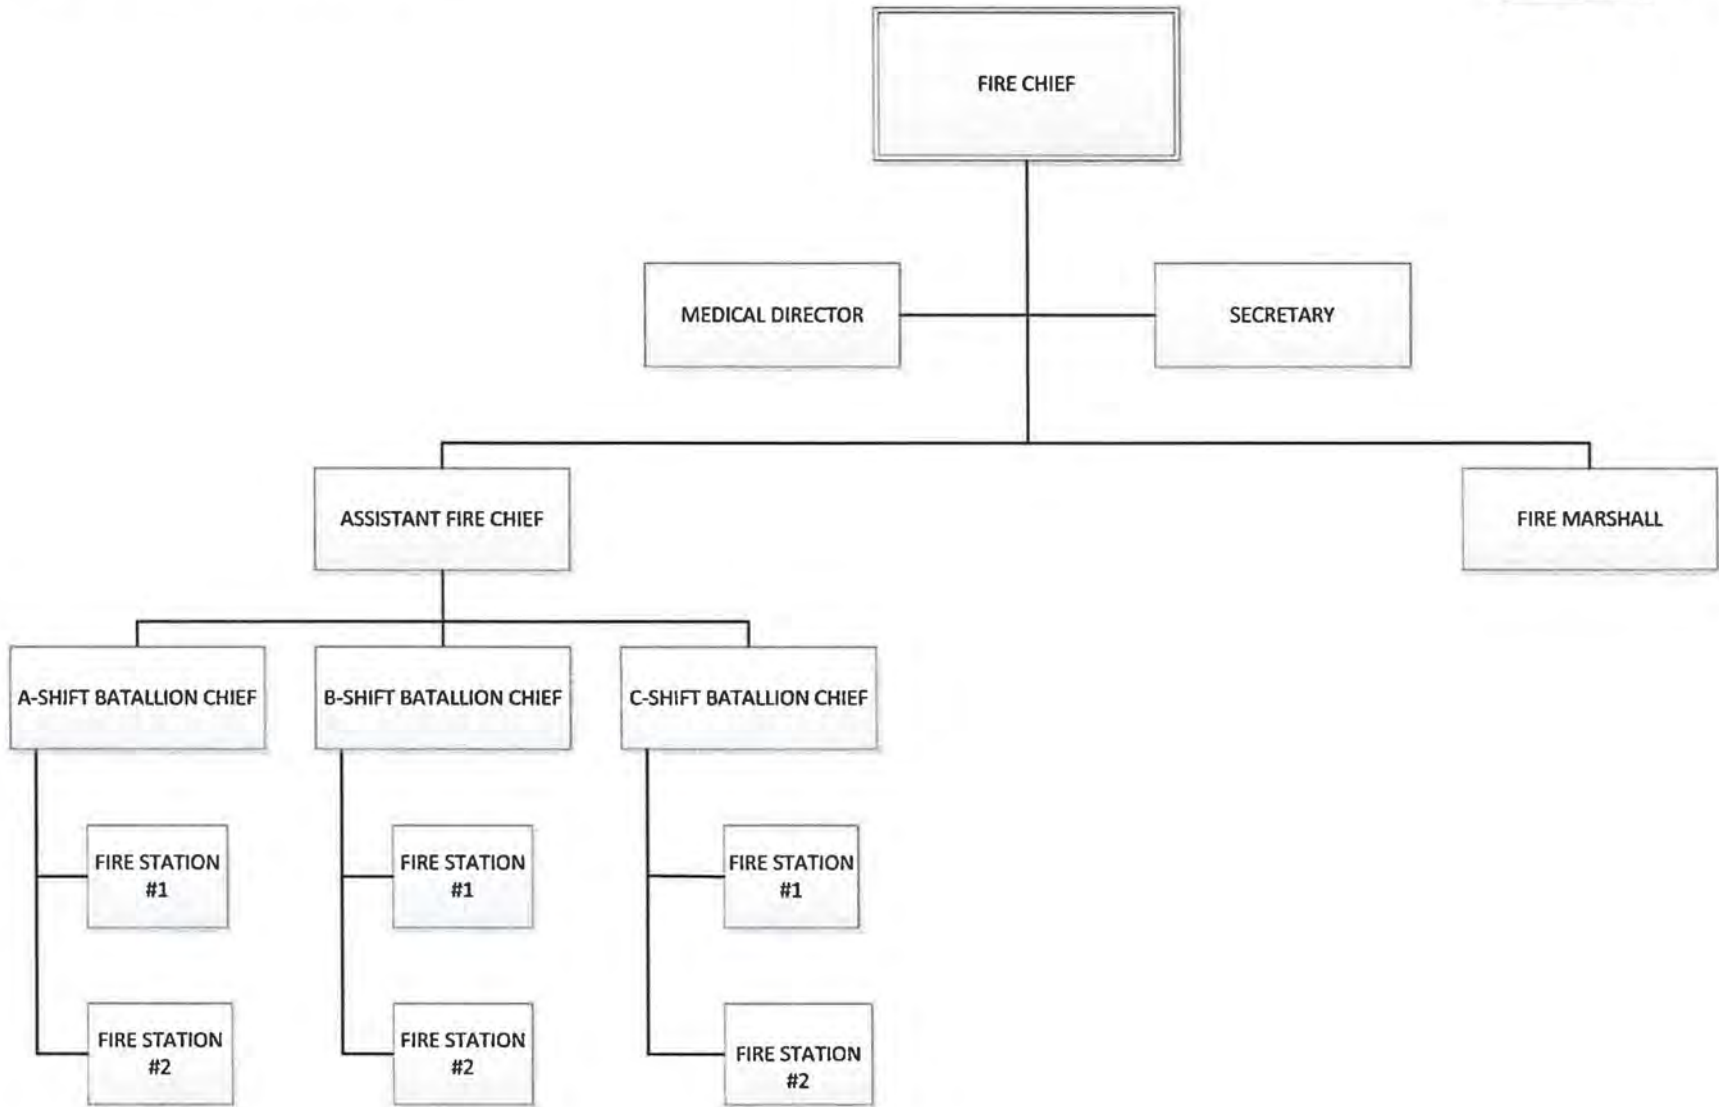 FIRE CHIEF
MEDICAL DIRECTOR
SECRETARY
ASSISTANT FIRE CHIEF
FIRE MARSHALL
A-SHIFT BATALLION CHIEF
B-SHIFT BATALLION CHIEF
C-SHIFT BATALLION CHIEF
FIRE STATION
#1
FIRE STATION
#1
FIRE STATION
#1
FIRE STATION
#2
FIRE STATION
#2
FIRE STATION
#2